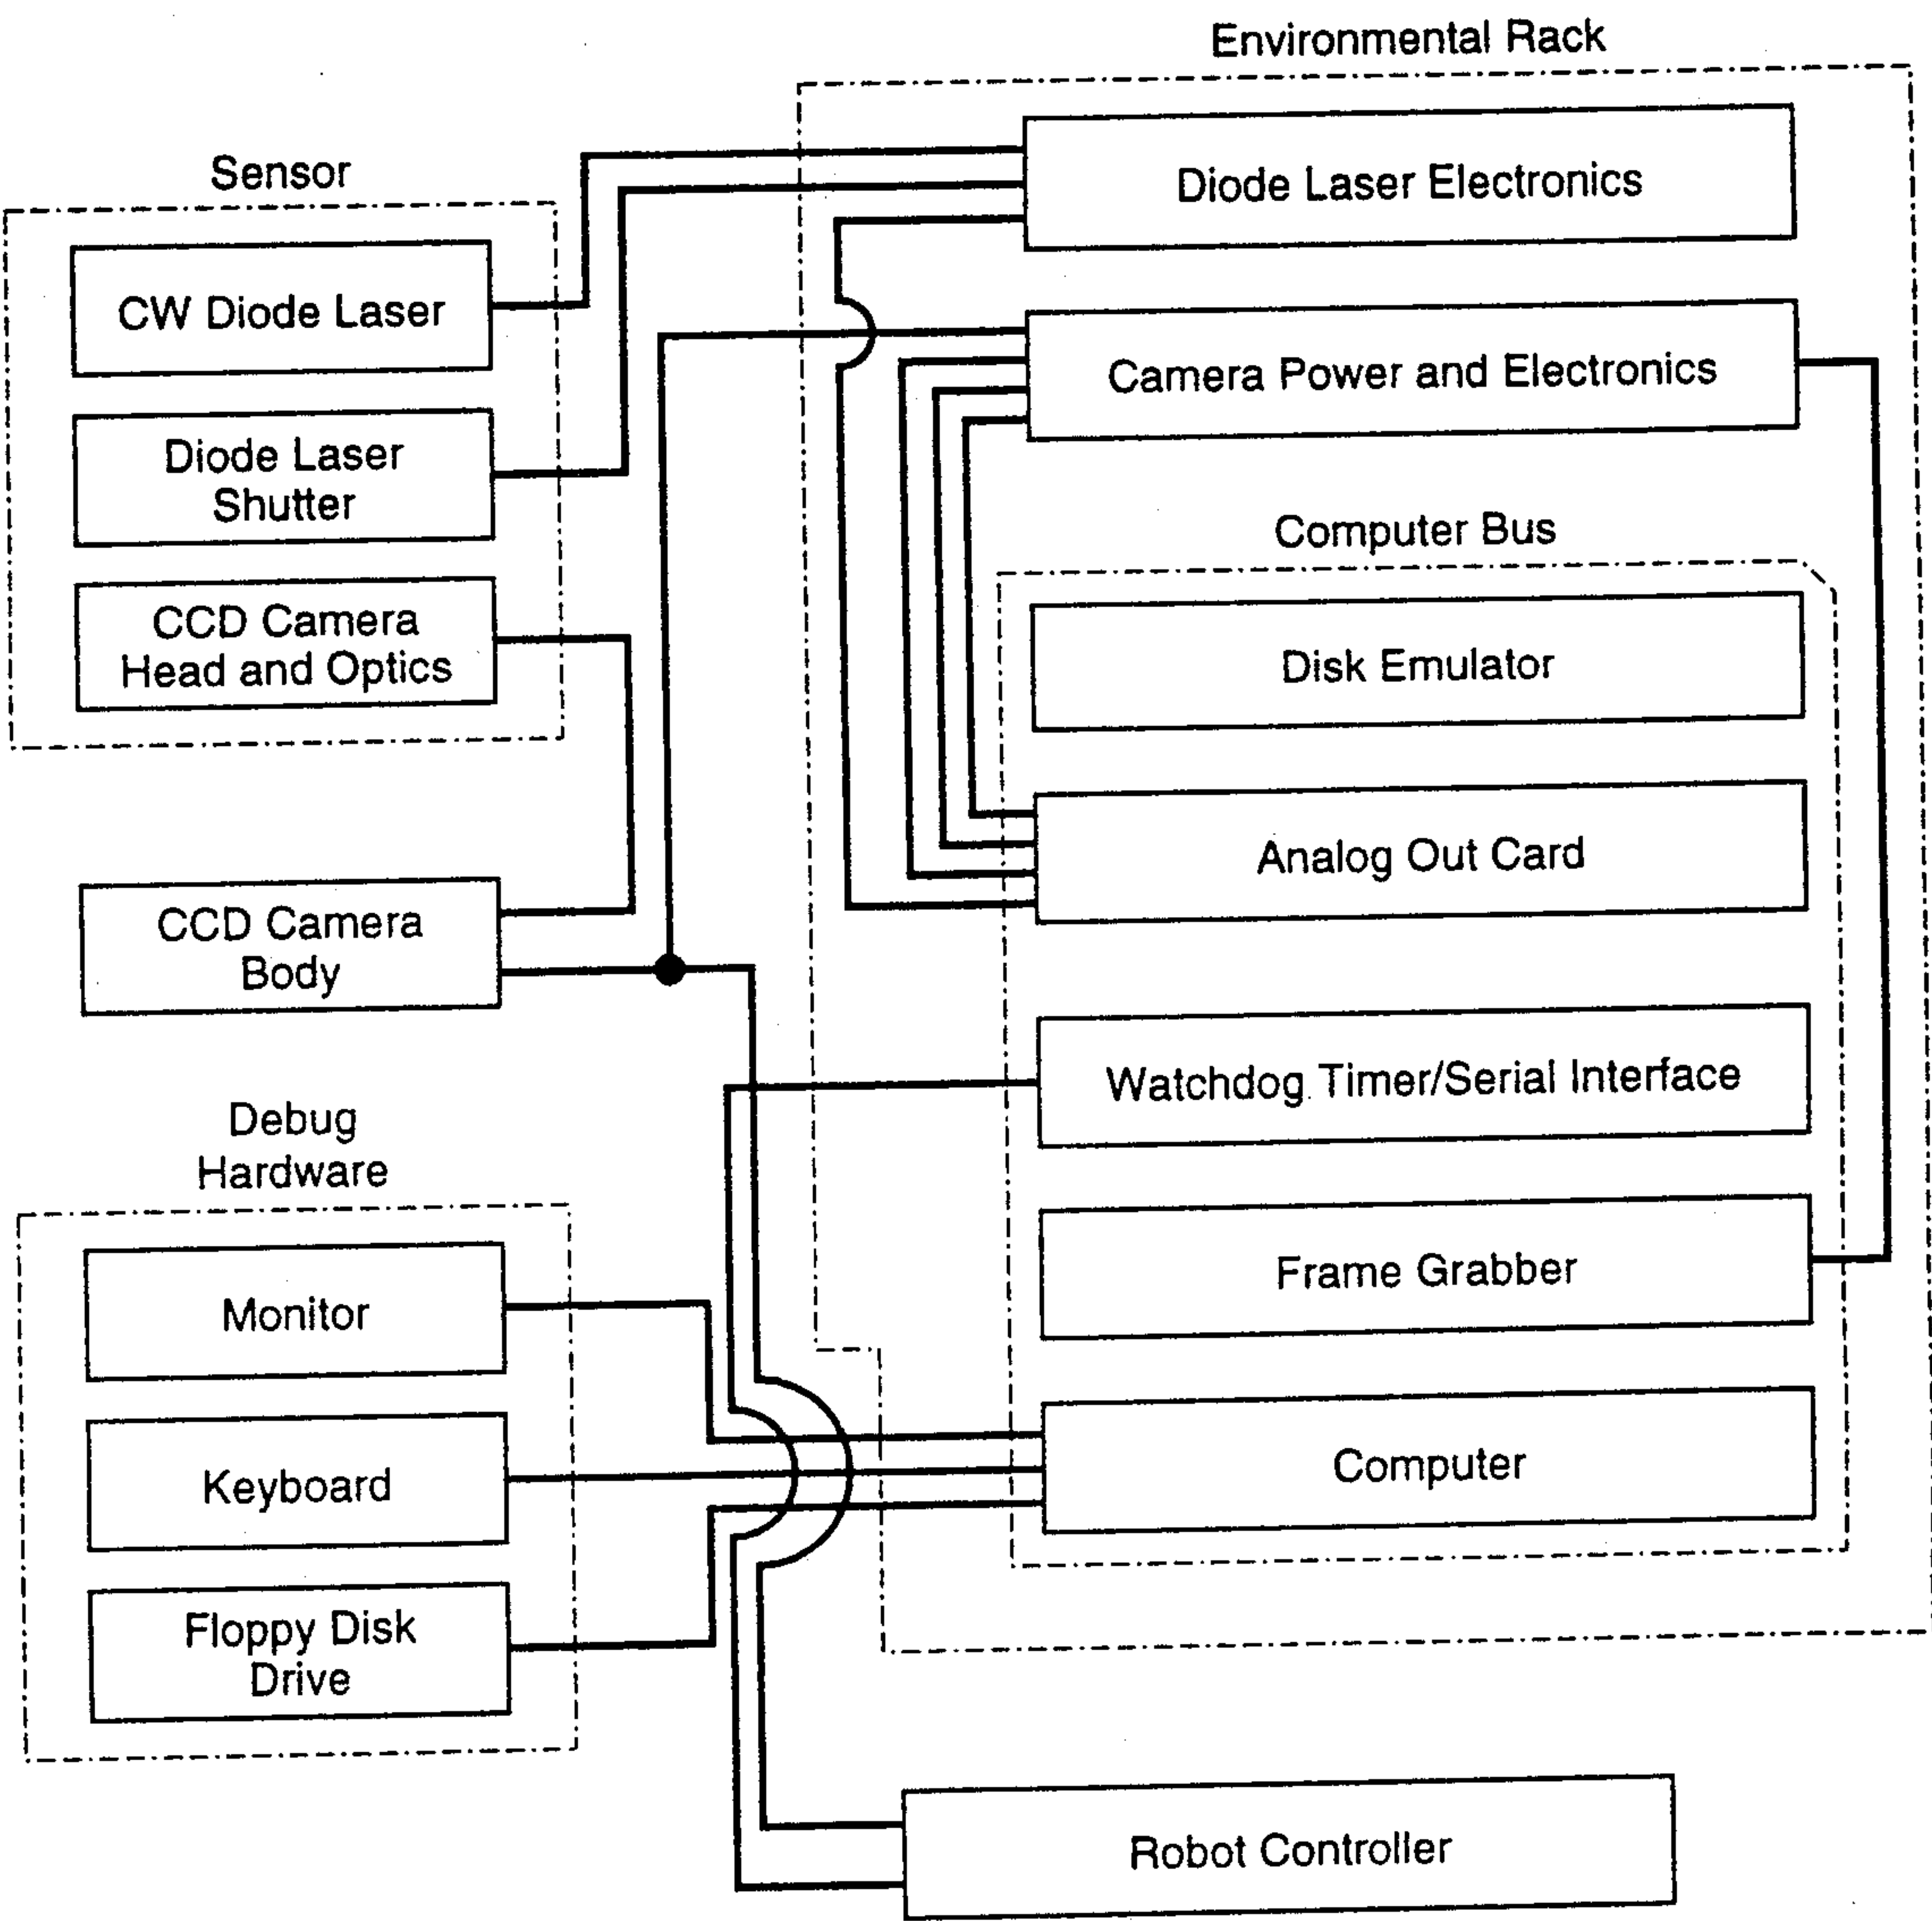 Environmental Rack
Sensor
Diode Laser Electronics
CW Diode Laser
Camera Power and Electronics
Diode Laser
Shutter
Computer Bus
CCD Camera
Head and Optics
Disk Emulator
Analog Out Card
CCD Camera
Body
Watchdog Timer/Serial Interface
Debug
Hardware
Frame Grabber
Monitor
Computer
Keyboard
Floppy Disk
Drive
Robot Controller